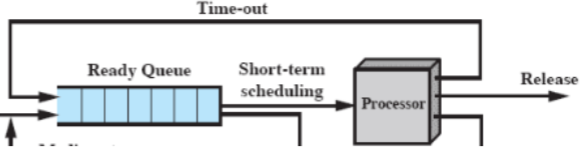 Time-out
Ready Queue
Short-term
scheduling
Processor
Release